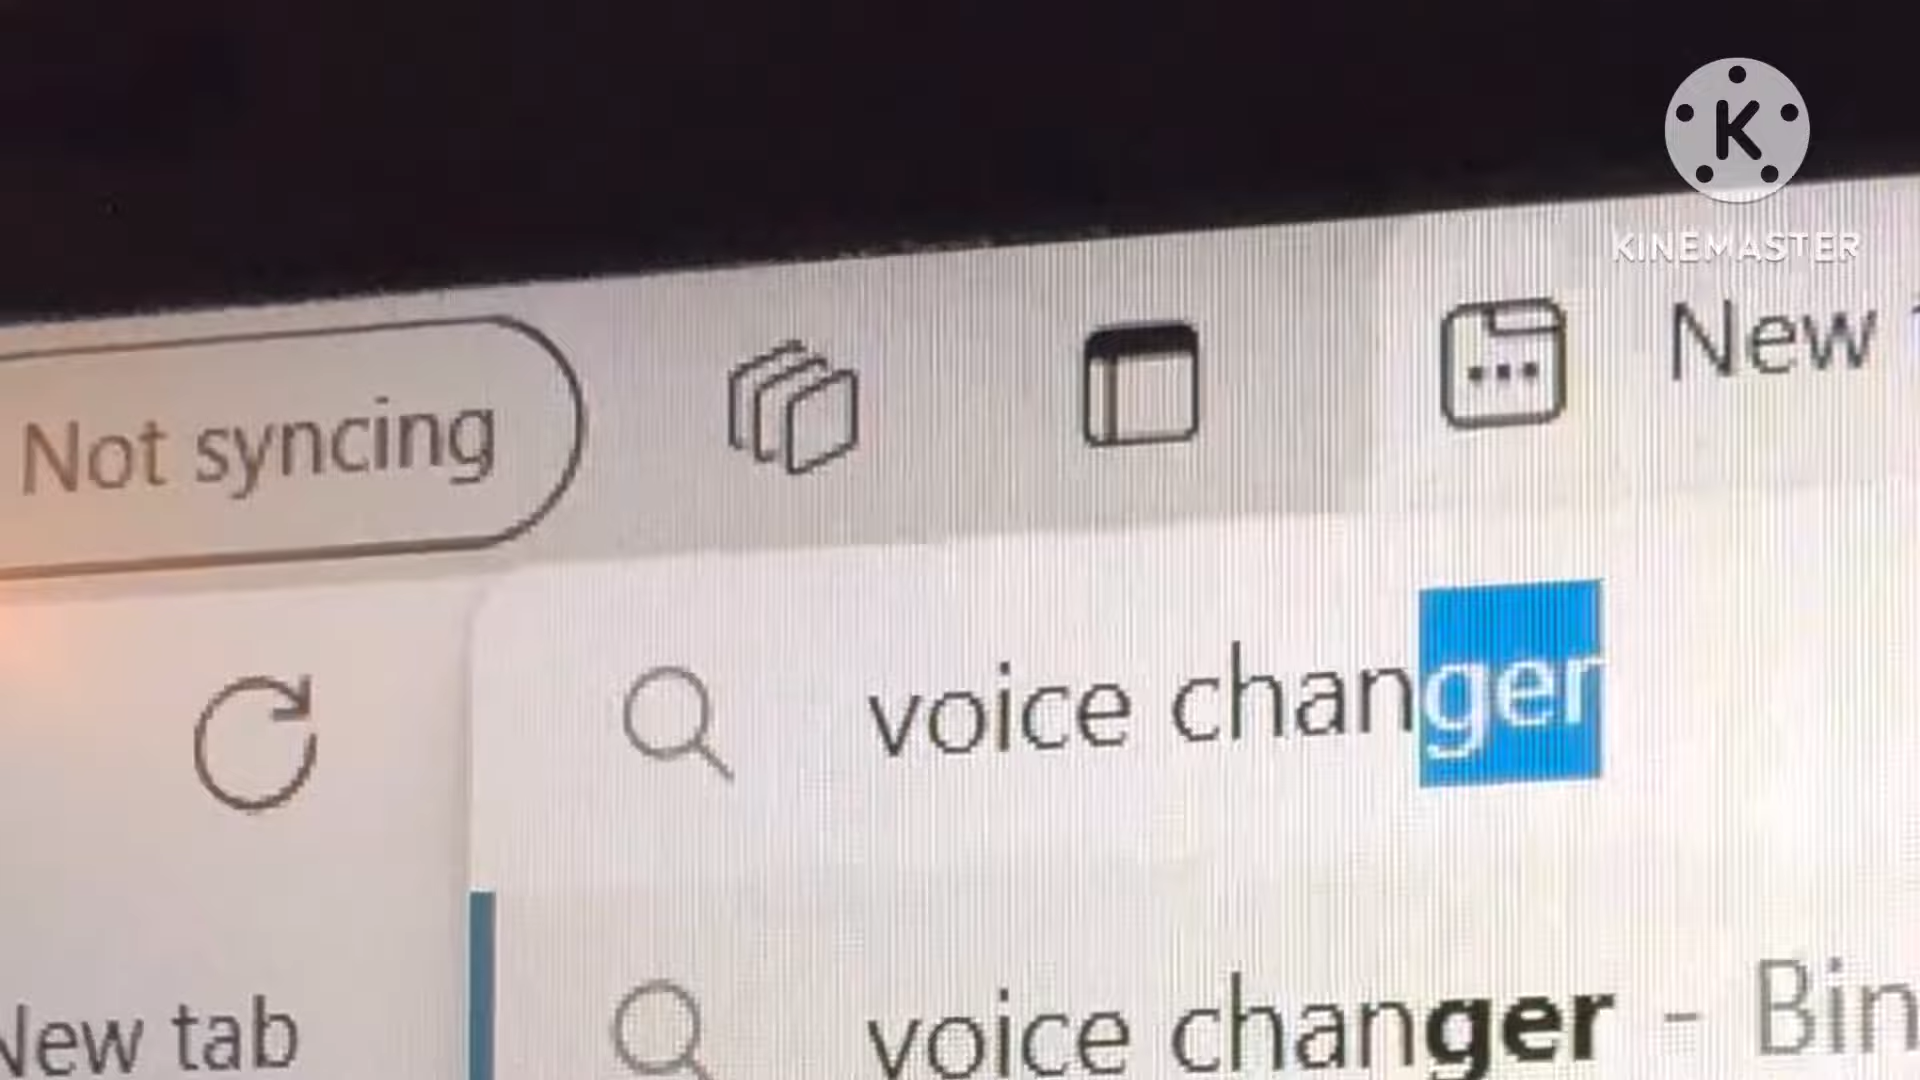 K
KINEMASTER
Not syncing
New
voice changer
voice changer - Bin
New tab